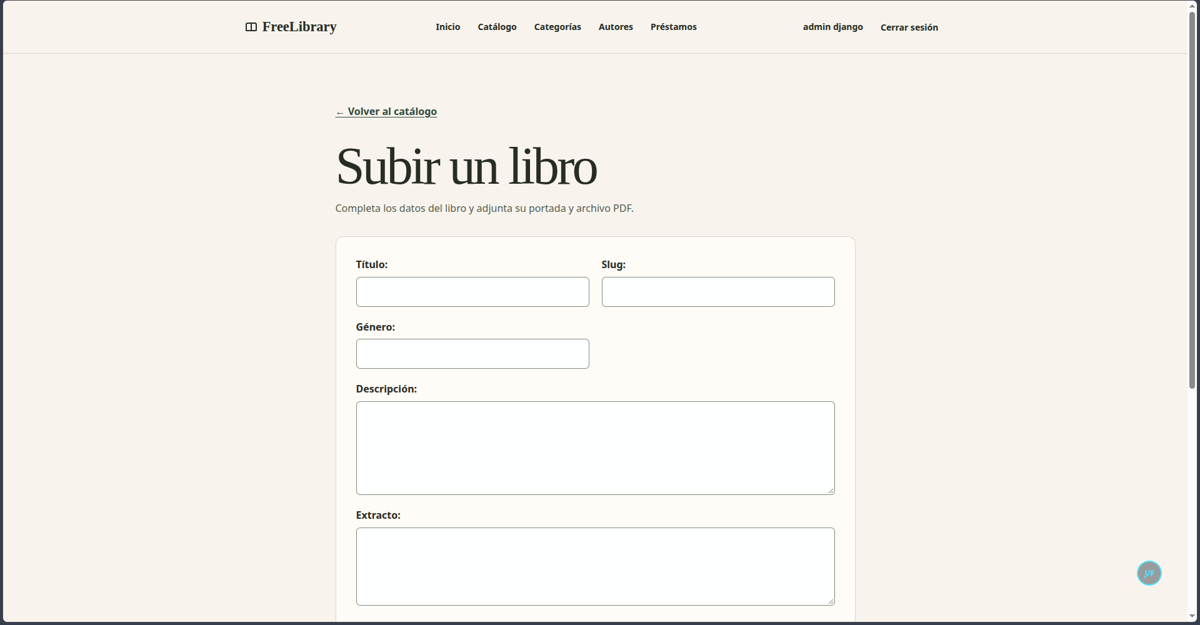 FreeLibrary
Inicio Catálogo Categorías Autores Préstamos
admin django Cerrar sesión
← Volver al catálogo
Subir un libro
Completa los datos del libro y adjunta su portada y archivo PDF.
Título: Slug:
Género:
Descripción:
Extracto: